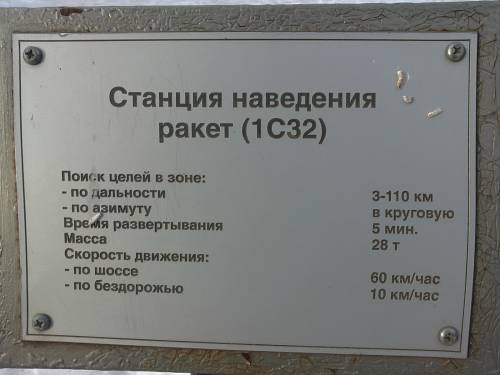 Станция наведения
ракет (1С32)
Поиск целей в зоне:
- по дальности 3-110 км
- по азимуту в круговую
Время развертывания 5 мин.
Масса 28 т
Скорость движения:
- по шоссе 60 км/час
- по бездорожью 10 км/час